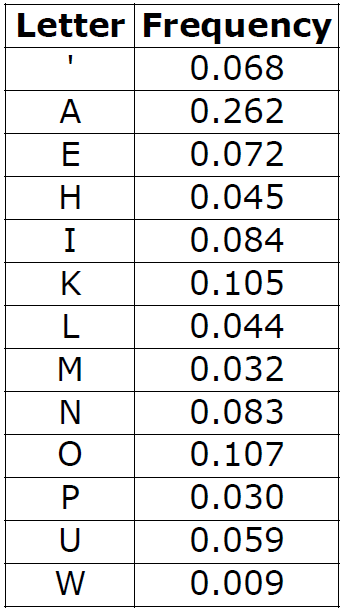 Letter Frequency
' 0.068
A 0.262
E 0.072
H 0.045
I 0.084
K 0.105
L 0.044
M 0.032
N 0.083
O 0.107
P 0.030
U 0.059
W 0.009